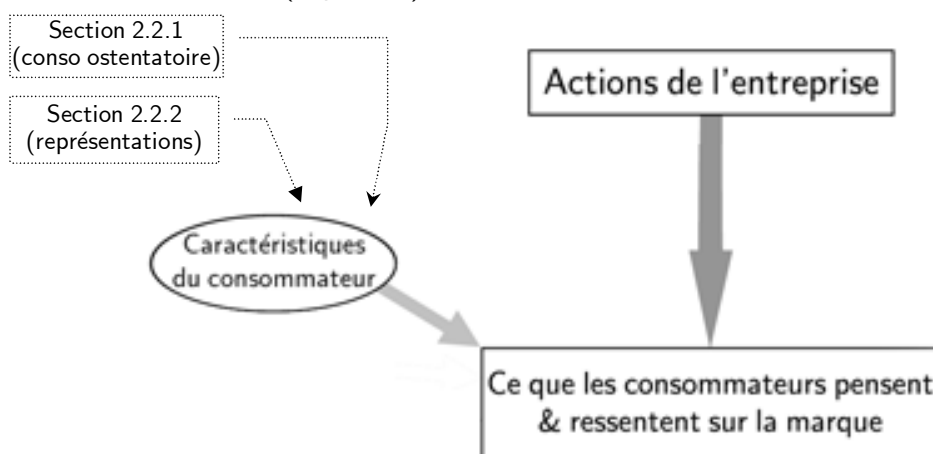 Section 2.2.1
(conso ostentatoire)
Section 2.2.2
(représentations)
Actions de l'entreprise
Caractéristiques
du consommateur
Ce que les consommateurs pensent
& ressentent sur la marque